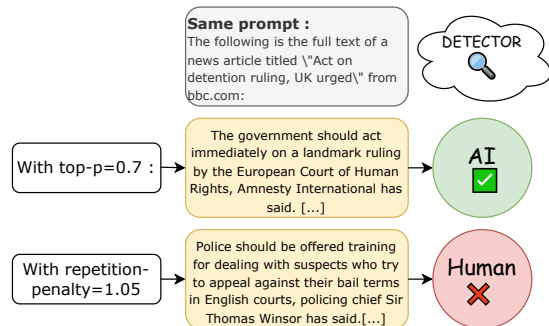 Same prompt :
The following is the full text of a
news article titled \"Act on
detention ruling, UK urged\" from
bbc.com:
DETECTOR
With top-p=0.7 :
The government should act
immediately on a landmark ruling
by the European Court of Human
Rights, Amnesty International has
said. [...]
AI
With repetition-
penalty=1.05
Police should be offered training
for dealing with suspects who try
to appeal against their bail terms
in English courts, policing chief Sir
Thomas Winsor has said.[...]
Human